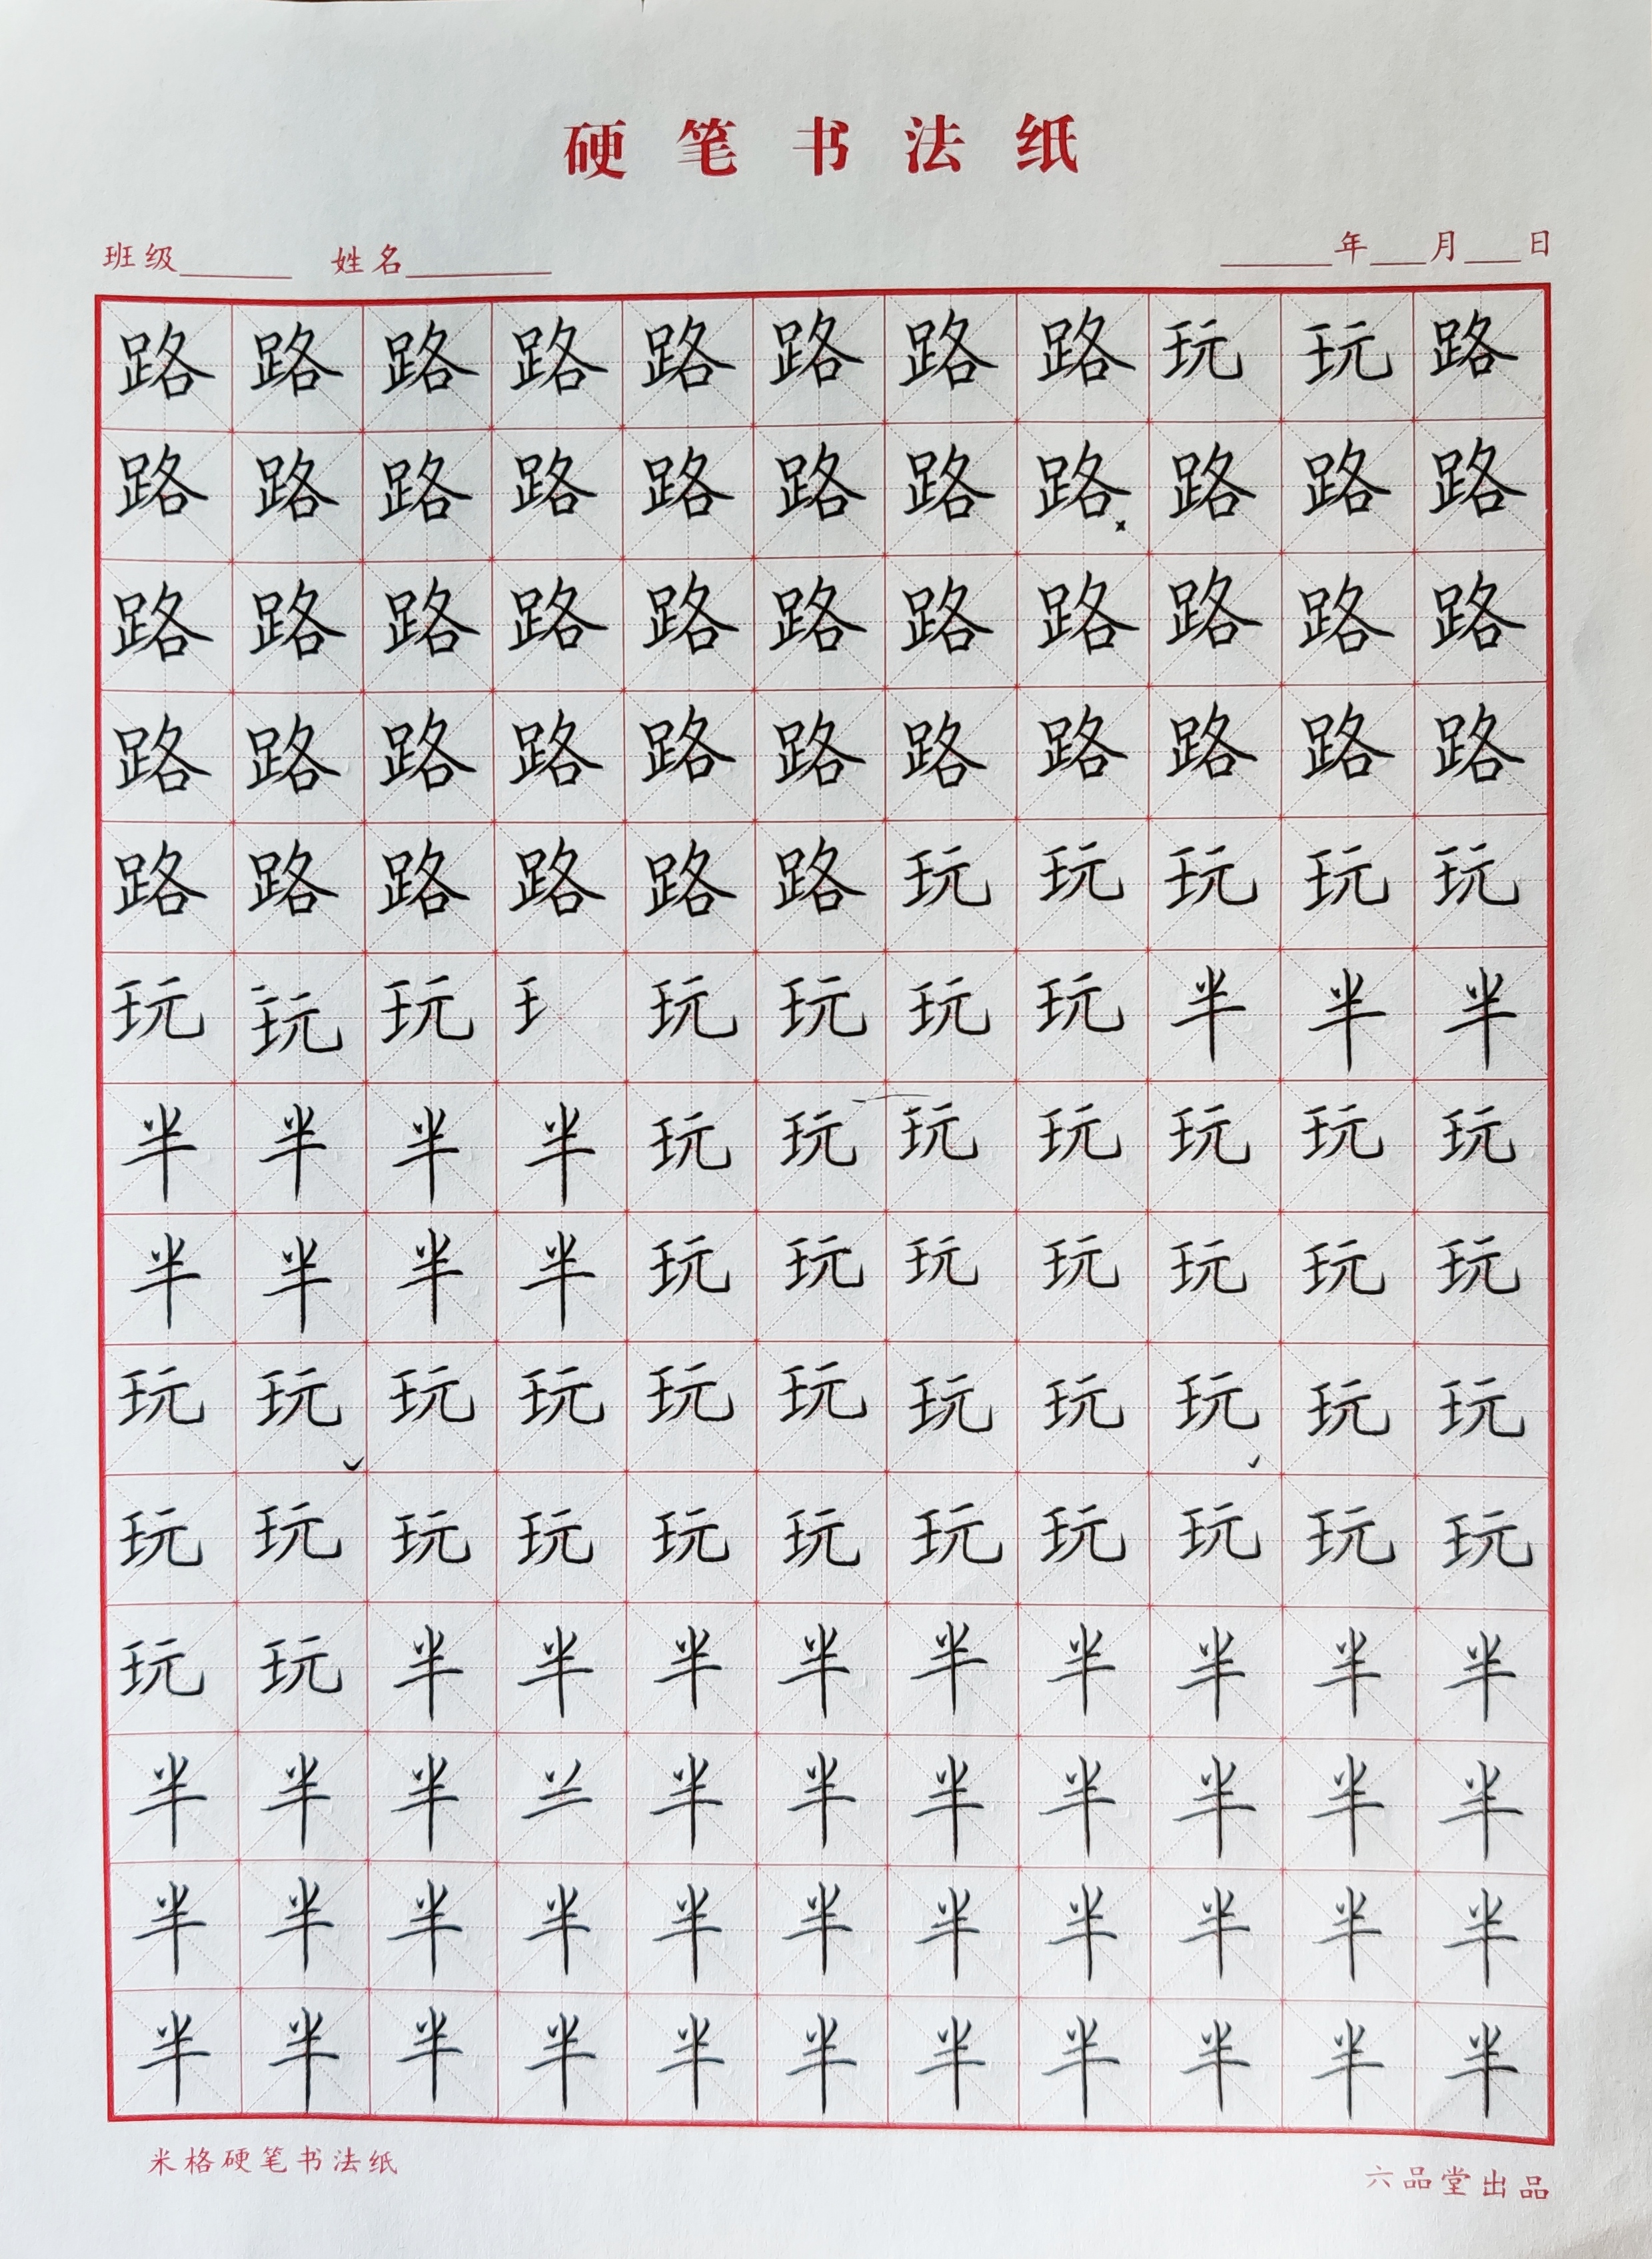 硬笔书法纸
班级______ 姓名________ ______年___月___日
路路路路路路路路玩玩路
路路路路路路路路路路路
路路路路路路路路路路路
路路路路路路路路路路路
路路路路路路玩玩玩玩玩
玩玩玩王玩玩玩玩半半半
半半半半玩玩玩玩玩玩玩
半半半半玩玩玩玩玩玩玩
玩玩玩玩玩玩玩玩玩玩玩
玩玩玩玩玩玩玩玩玩玩玩
玩玩半半半半半半半半半
半半半兰半半半半半半半
半半半半半半半半半半半
半半半半半半半半半半半
米格硬笔书法纸 六品堂出品